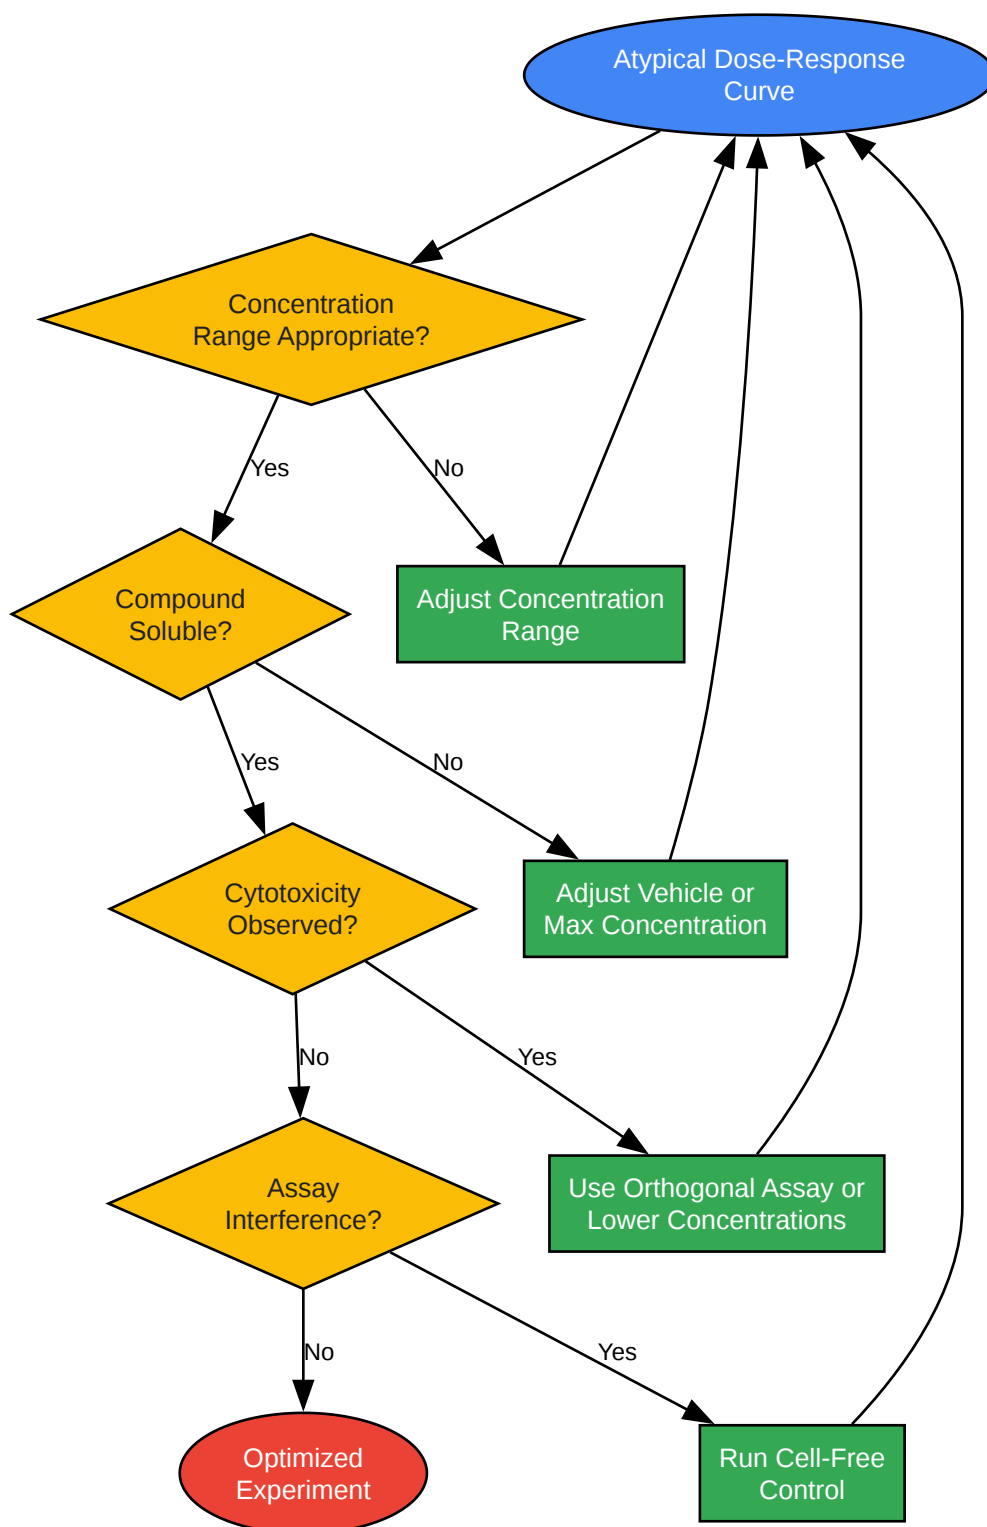 Atypical Dose-Response
Curve
Concentration
Range Appropriate?
Yes
No
Compound
Soluble?
Adjust Concentration
Range
Yes
No
Cytotoxicity
Observed?
Adjust Vehicle or
Max Concentration
No
Yes
Assay
Interference?
Use Orthogonal Assay or
Lower Concentrations
No
Yes
Optimized
Experiment
Run Cell-Free
Control